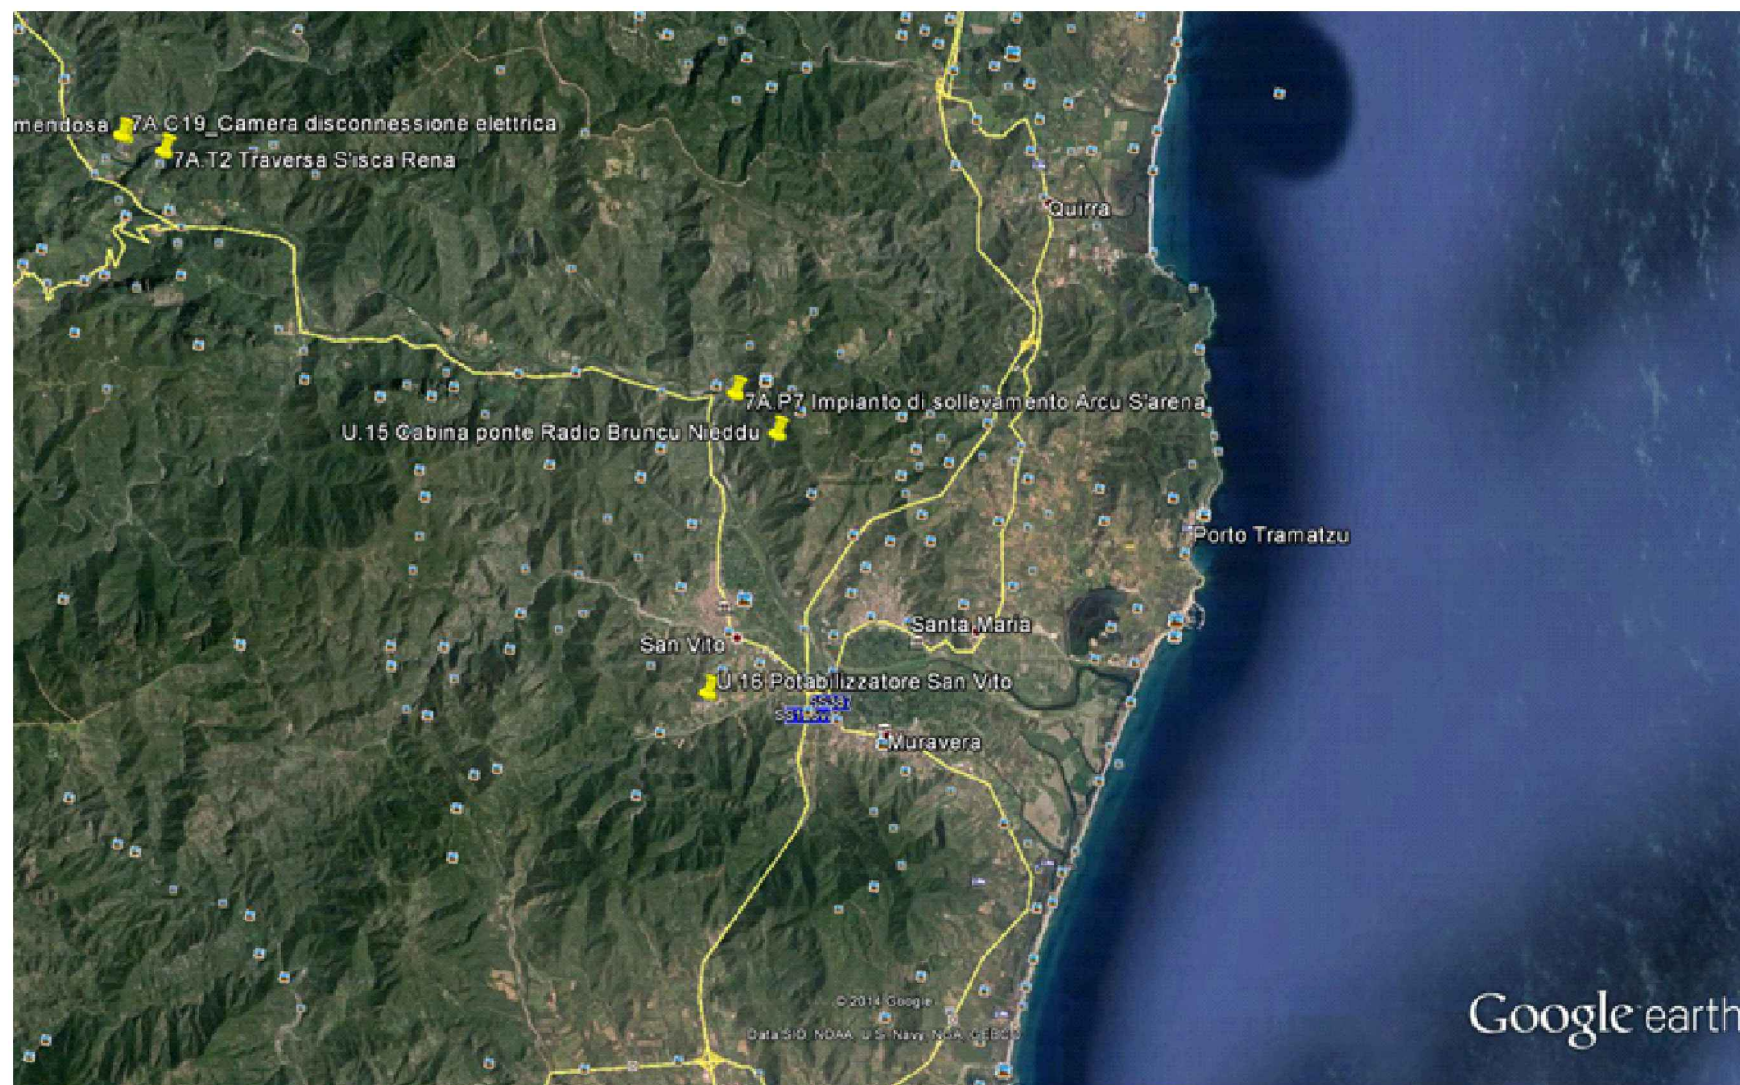 mendosa
7A.C19_Camera disconnessione elettrica
7A.T2 Traversa S'isca Rena
Quirra
7A.P7 Impianto di sollevamento Arcu S'arena
U.15 Cabina ponte Radio Bruncu Nieddu
Porto Tramatzu
Santa Maria
San Vito
U.16 Potabilizzatore San Vito
Muravera
© 2014 Google
Data SIO, NOAA, U.S. Navy, NGA, GEBCO
Google earth